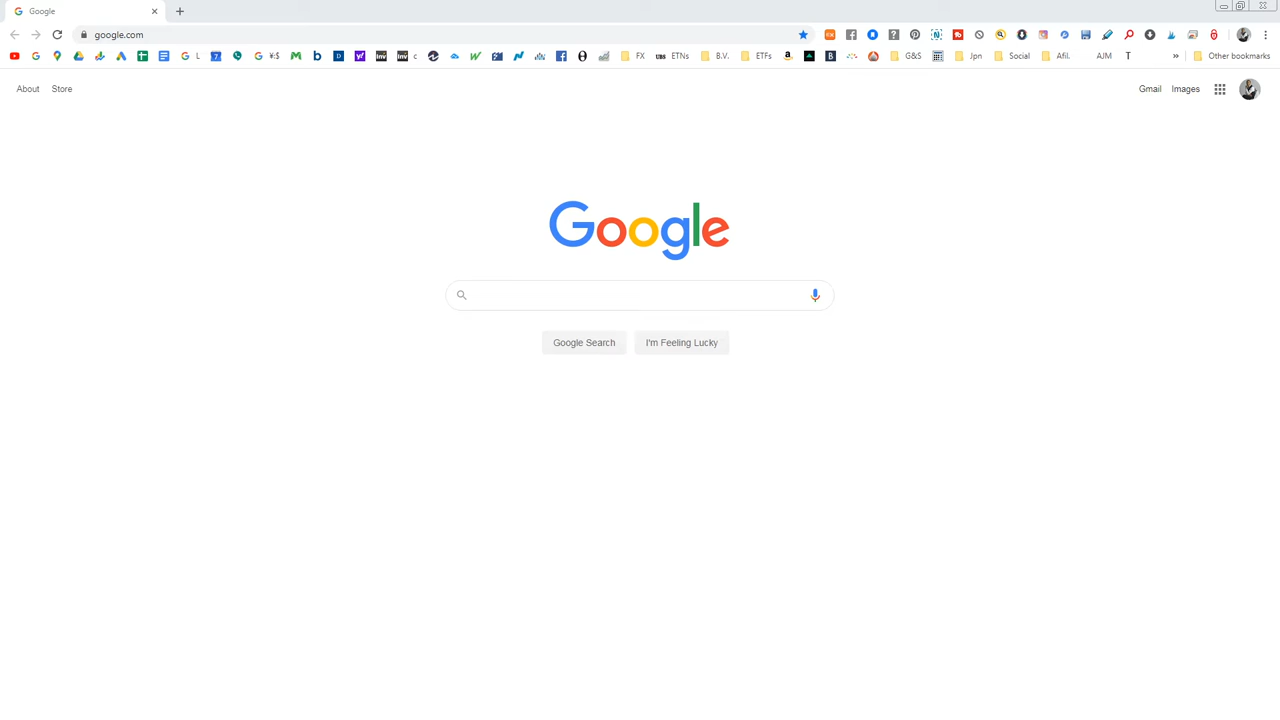 Google
google.com
L ¥:$ c FX UBS ETNs B.V. ETFs G&S Jpn Social Afil. AJM T » Other bookmarks
About Store Gmail Images
Google
Google Search I'm Feeling Lucky